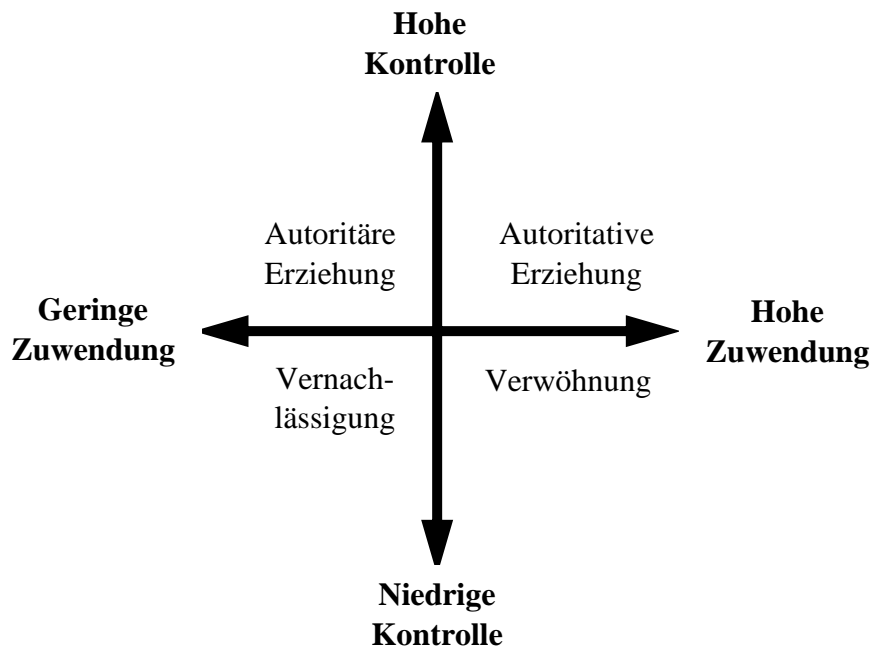 Hohe
Kontrolle
Autoritäre
Erziehung
Autoritative
Erziehung
Geringe
Zuwendung
Hohe
Zuwendung
Vernach-
lässigung
Verwöhnung
Niedrige
Kontrolle